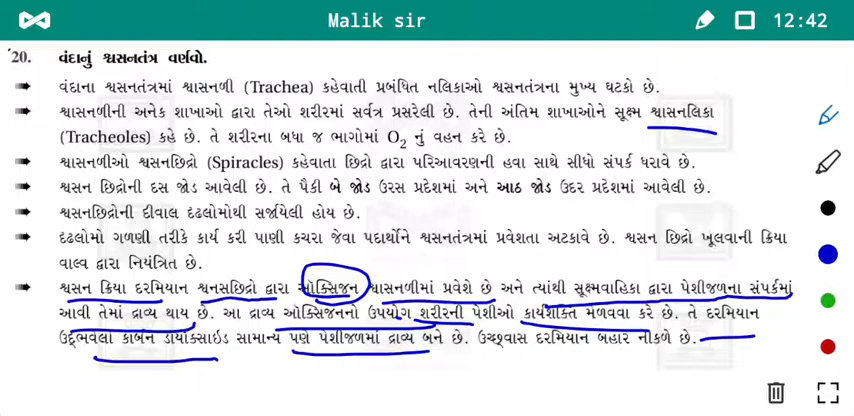 Malik sir
12:42
20. વંદાનું શ્વસનતંત્ર વર્ણવો.
➡ વંદાના શ્વસનતંત્રમાં શ્વાસનળી (Trachea) કહેવાતી પ્રબંધિત નલિકાઓ શ્વસનતંત્રના મુખ્ય ઘટકો છે.
➡ શ્વાસનળીની અનેક શાખાઓ દ્વારા તેઓ શરીરમાં સર્વત્ર પ્રસરેલી છે. તેની અંતિમ શાખાઓને સૂક્ષ્મ શ્વાસનલિકા
(Tracheoles) કહે છે. તે શરીરના બધા જ ભાગોમાં O₂ નું વહન કરે છે.
➡ શ્વાસનળીઓ શ્વસનછિદ્રો (Spiracles) કહેવાતા છિદ્રો દ્વારા પરિઆવરણની હવા સાથે સીધો સંપર્ક ધરાવે છે.
➡ શ્વસન છિદ્રોની દસ જોડ આવેલી છે. તે પૈકી બે જોડ ઉરસ પ્રદેશમાં અને આઠ જોડ ઉદર પ્રદેશમાં આવેલી છે.
➡ શ્વસનછિદ્રોની દીવાલ દંઢલોમોથી સર્જાયેલી હોય છે.
➡ દંઢલોમો ગળણી તરીકે કાર્ય કરી પાણી કચરા જેવા પદાર્થોને શ્વસનતંત્રમાં પ્રવેશતા અટકાવે છે. શ્વસન છિદ્રો ખૂલવાની ક્રિયા
વાલ્વ દ્વારા નિયંત્રિત છે.
➡ શ્વસન ક્રિયા દરમિયાન શ્વનસછિદ્રો દ્વારા ઑક્સિજન શ્વાસનળીમાં પ્રવેશે છે અને ત્યાંથી સૂક્ષ્મવાહિકા દ્વારા પેશીજળના સંપર્કમાં
આવી તેમાં દ્રાવ્ય થાય છે. આ દ્રાવ્ય ઑક્સિજનનો ઉપયોગ શરીરની પેશીઓ કાર્યશક્તિ મેળવવા કરે છે. તે દરમિયાન
ઉદ્ભવેલા કાર્બન ડાયૉક્સાઇડ સામાન્ય પણે પેશીજળમાં દ્રાવ્ય બને છે. ઉચ્છ્વાસ દરમિયાન બહાર નીકળે છે.